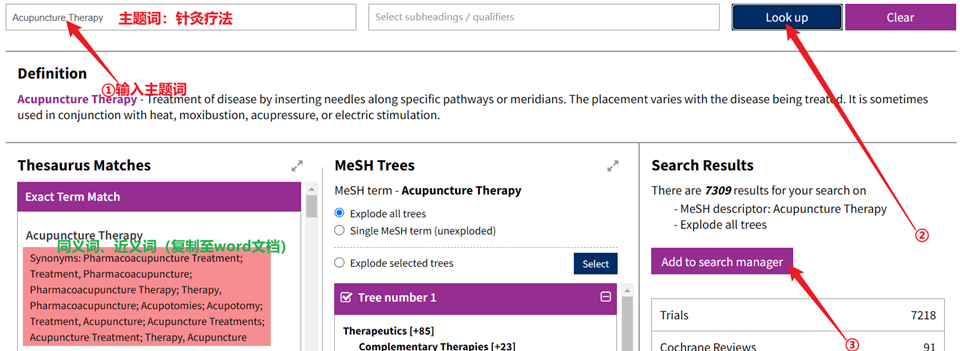 Acupuncture Therapy
主题词：针灸疗法
Select subheadings / qualifiers
Look up
Clear
Definition
①输入主题词
Acupuncture Therapy - Treatment of disease by inserting needles along specific pathways or meridians. The placement varies with the disease being treated. It is sometimes
used in conjunction with heat, moxibustion, acupressure, or electric stimulation.
Thesaurus Matches
Exact Term Match
Acupuncture Therapy
同义词、近义词（复制至word文档）
Synonyms: Pharmacoacupuncture Treatment;
Treatment, Pharmacoacupuncture;
Pharmacoacupuncture Therapy; Therapy,
Pharmacoacupuncture; Acupotomies; Acupotomy;
Treatment, Acupuncture; Acupuncture Treatments;
Acupuncture Treatment; Therapy, Acupuncture
MeSH Trees
MeSH term - Acupuncture Therapy
Explode all trees
Single MeSH term (unexploded)
Explode selected trees
Select
Tree number 1
Therapeutics [+85]
Complementary Therapies [+23]
Search Results
There are 7309 results for your search on
- MeSH descriptor: Acupuncture Therapy
- Explode all trees
②
Add to search manager
Trials 7218
③
Cochrane Reviews 91